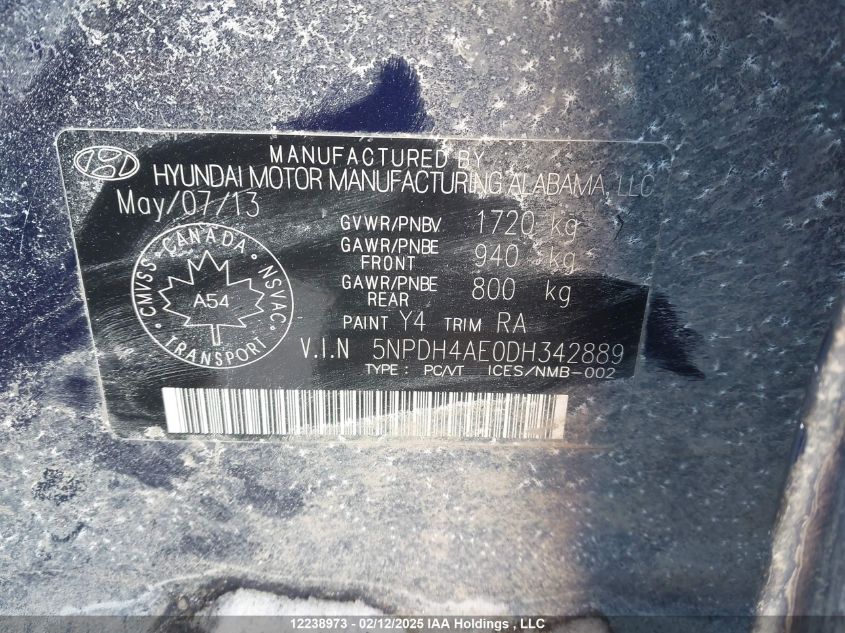 MANUFACTURED BY
HYUNDAI MOTOR MANUFACTURING ALABAMA, LLC
May/07/13
GVWR/PNBV 1720 kg
GAWR/PNBE FRONT 940 kg
GAWR/PNBE REAR 800 kg
CANADA
CMVSS
NSVAC
A54
TRANSPORT
PAINT Y4 TRIM RA
V.I.N 5NPDH4AE0DH342889
TYPE : PC/VT ICES/NMB-002
12238973 - 02/12/2025 IAA Holdings , LLC